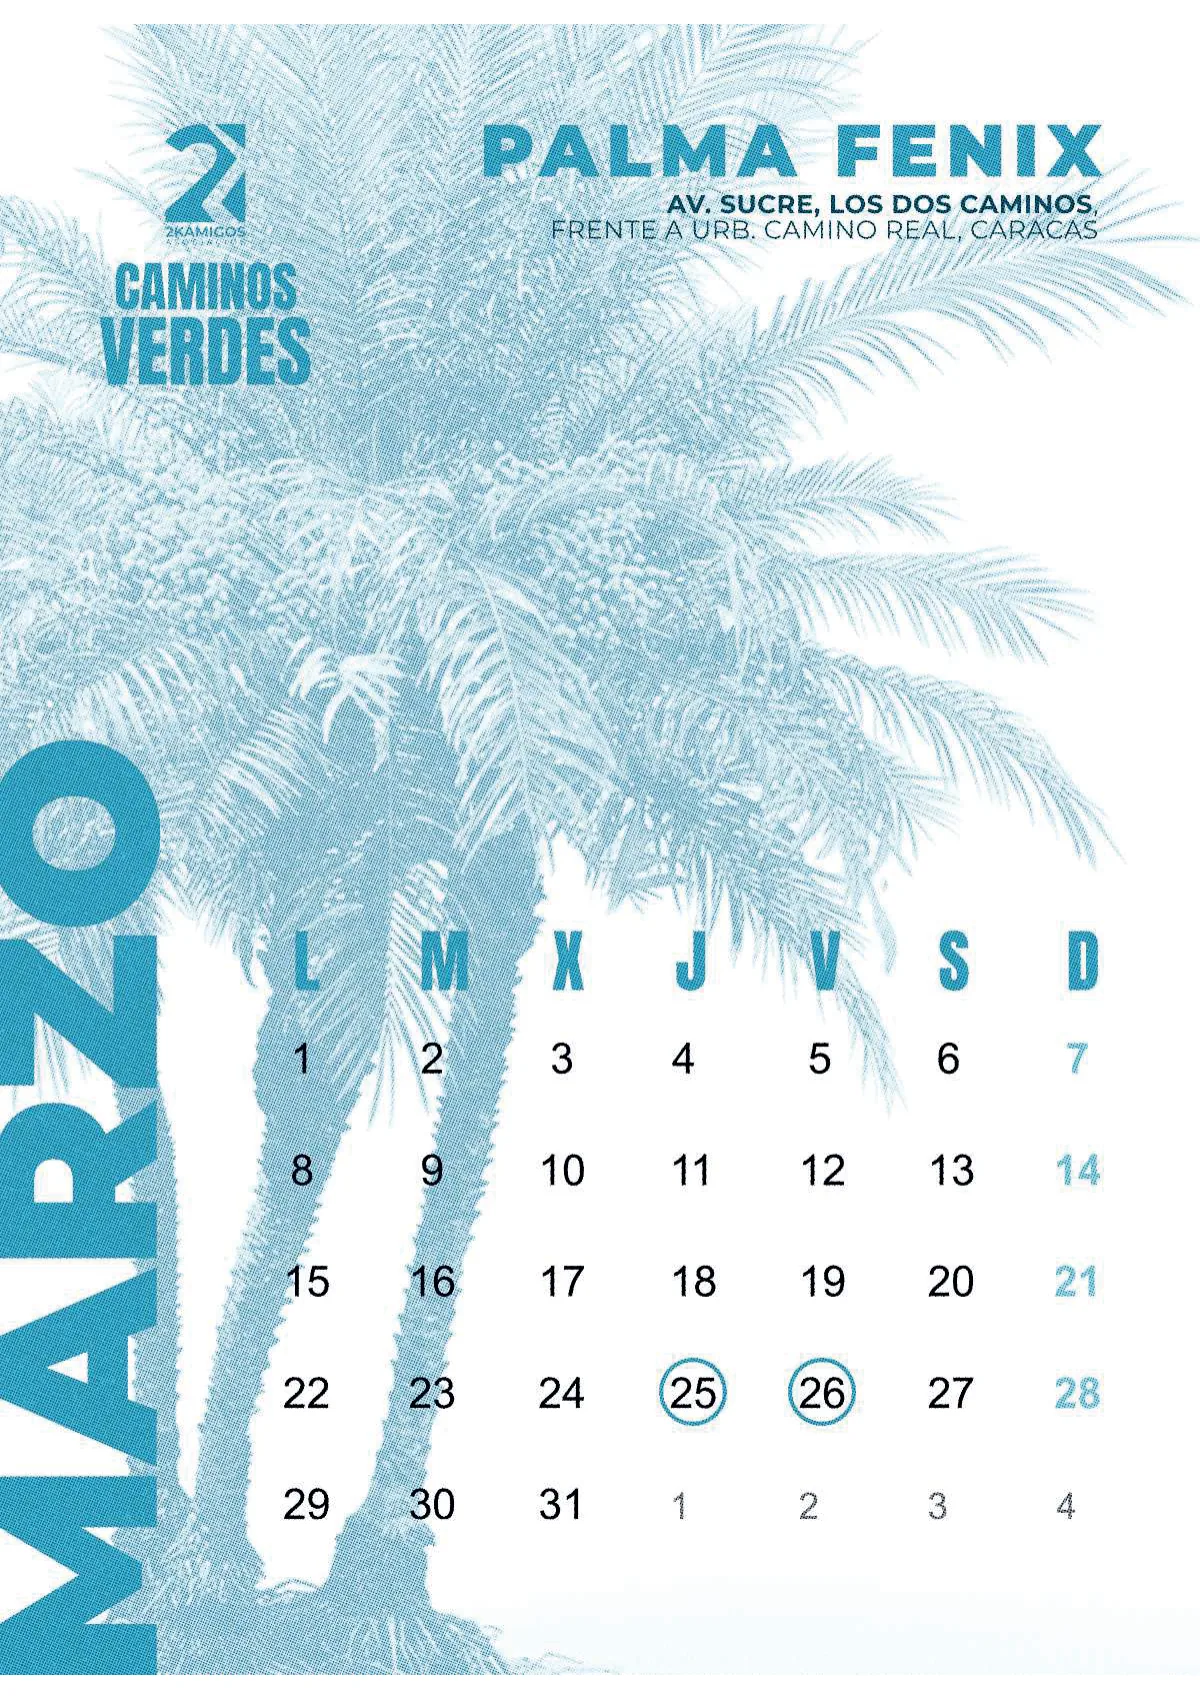 2KAMIGOS
ASOCIACIÓN
CAMINOS
VERDES
PALMA FENIX
AV. SUCRE, LOS DOS CAMINOS,
FRENTE A URB. CAMINO REAL, CARACAS
MARZO
L M X J V S D
1 2 3 4 5 6 7
8 9 10 11 12 13 14
15 16 17 18 19 20 21
22 23 24 25 26 27 28
29 30 31 1 2 3 4